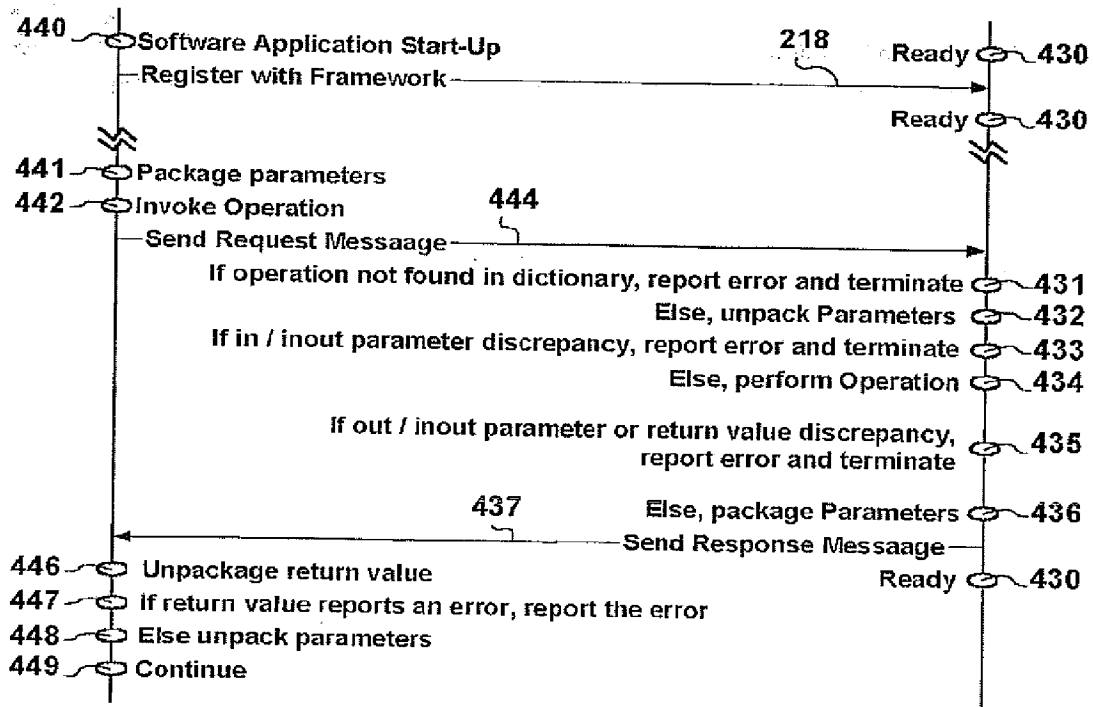 440 Software Application Start-Up 218 Ready 430
Register with Framework
Ready 430
441 Package parameters
442 Invoke Operation 444
Send Request Messaage
If operation not found in dictionary, report error and terminate 431
Else, unpack Parameters 432
If in / inout parameter discrepancy, report error and terminate 433
Else, perform Operation 434
If out / inout parameter or return value discrepancy,
report error and terminate 435
437 Else, package Parameters 436
Send Response Messaage
446 Unpackage return value Ready 430
447 If return value reports an error, report the error
448 Else unpack parameters
449 Continue